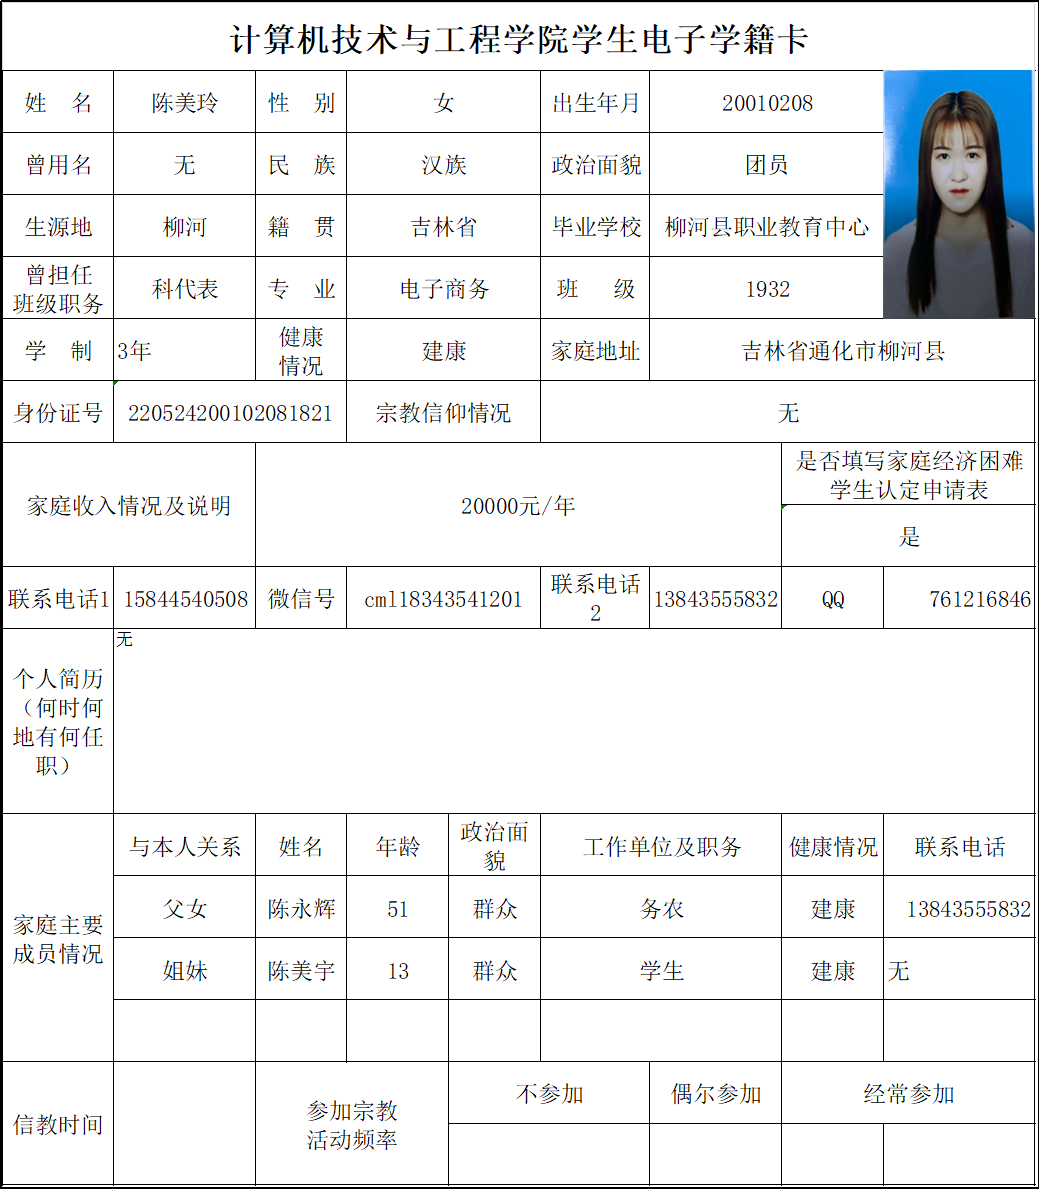 计算机技术与工程学院学生电子学籍卡
姓 名 陈美玲 性 别 女 出生年月 20010208
曾用名 无 民 族 汉族 政治面貌 团员
生源地 柳河 籍 贯 吉林省 毕业学校 柳河县职业教育中心
曾担任
班级职务 科代表 专 业 电子商务 班 级 1932
学 制 3年 健康
情况 建康 家庭地址 吉林省通化市柳河县
身份证号 220524200102081821 宗教信仰情况 无
家庭收入情况及说明 20000元/年 是否填写家庭经济困难
学生认定申请表
是
联系电话1 15844540508 微信号 cml18343541201 联系电话
2 13843555832 QQ 761216846
个人简历
（何时何
地有何任
职） 无
家庭主要
成员情况
与本人关系 姓名 年龄 政治面
貌 工作单位及职务 健康情况 联系电话
父女 陈永辉 51 群众 务农 建康 13843555832
姐妹 陈美宇 13 群众 学生 建康 无
信教时间 参加宗教
活动频率 不参加 偶尔参加 经常参加